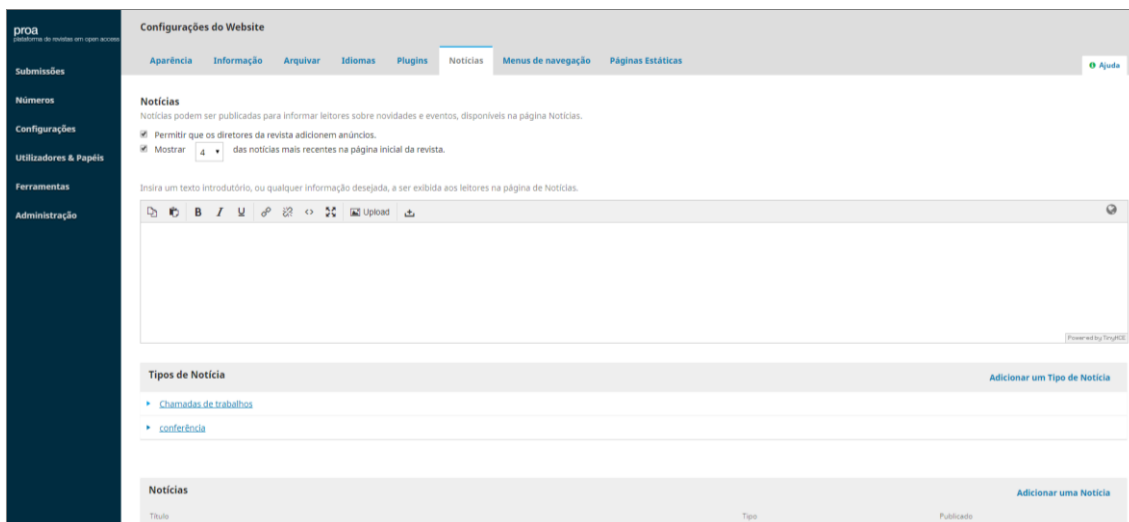 proa
plataforma de revistas em open access
Submissões
Números
Configurações
Utilizadores & Papéis
Ferramentas
Administração
Configurações do Website
Aparência Informação Arquivar Idiomas Plugins Notícias Menus de navegação Páginas Estáticas
Ajuda
Notícias
Notícias podem ser publicadas para informar leitores sobre novidades e eventos, disponíveis na página Notícias.
Permitir que os diretores da revista adicionem anúncios.
Mostrar 4 das notícias mais recentes na página inicial da revista.
Insira um texto introdutório, ou qualquer informação desejada, a ser exibida aos leitores na página de Notícias.
B I U Upload
Powered by TinyMCE
Tipos de Notícia Adicionar um Tipo de Notícia
Chamadas de trabalhos
conferência
Notícias Adicionar uma Notícia
Título Tipo Publicado